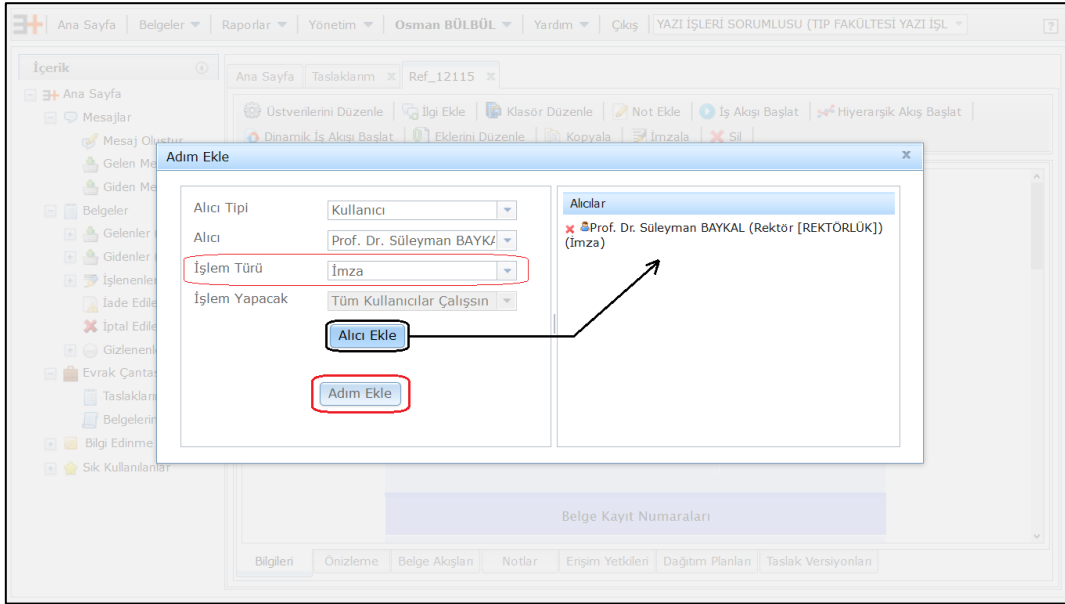 Ana Sayfa Belgeler Raporlar Yönetim Osman BÜLBÜL Yardım Çıkış YAZI İŞLERİ SORUMLUSU (TIP FAKÜLTESİ YAZI İŞL ?
İçerik
Ana Sayfa
Mesajlar
Mesaj Oluştur
Gelen Me
Giden Me
Belgeler
Gelenler
Gidenler
İşlenenle
İade Edile
İptal Edile
Gizlenenl
Evrak Çantas
Taslakları
Belgelerin
Bilgi Edinme
Sık Kullanılanlar
Ana Sayfa Taslaklarım x Ref_12115 x
Üstverilerini Düzenle İlgi Ekle Klasör Düzenle Not Ekle İş Akışı Başlat Hiyerarşik Akış Başlat
Dinamik İş Akışı Başlat Eklerini Düzenle Kopyala İmzala Sil
Adım Ekle x
Alıcı Tipi Kullanıcı
Alıcı Prof. Dr. Süleyman BAYKA
İşlem Türü İmza
İşlem Yapacak Tüm Kullanıcılar Çalışsın
Alıcı Ekle
Adım Ekle
Alıcılar
Prof. Dr. Süleyman BAYKAL (Rektör [REKTÖRLÜK])
(İmza)
Belge Kayıt Numaraları
Bilgileri Önizleme Belge Akışları Notlar Erişim Yetkileri Dağıtım Planları Taslak Versiyonları